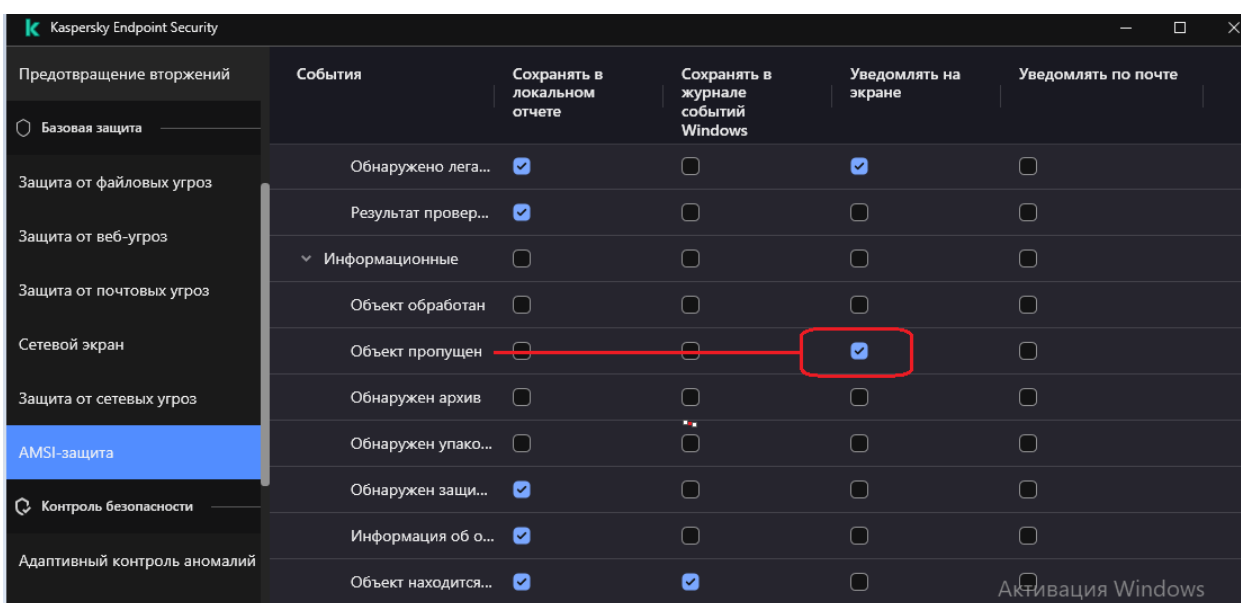 Kaspersky Endpoint Security
Предотвращение вторжений
Базовая защита
Защита от файловых угроз
Защита от веб-угроз
Защита от почтовых угроз
Сетевой экран
Защита от сетевых угроз
AMSI-защита
Контроль безопасности
Адаптивный контроль аномалий
События
Сохранять в
локальном
отчете
Сохранять в
журнале
событий
Windows
Уведомлять на
экране
Уведомлять по почте
Обнаружено лега...
Результат провер...
Информационные
Объект обработан
Объект пропущен
Обнаружен архив
Обнаружен упако...
Обнаружен защи...
Информация об о...
Объект находится...
Активация Windows